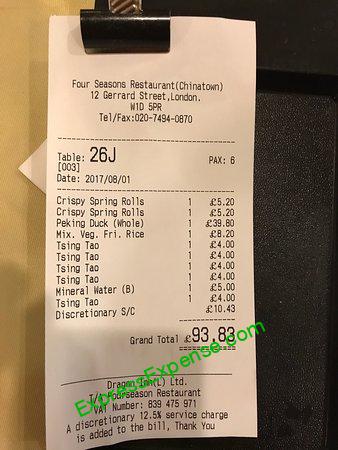 Four Seasons Restaurant(Chinatown)
12 Gerrard Street,London.
W1D 5PR
Tel/Fax:020-7494-0870
Table: 26J PAX: 6
[003]
Date: 2017/08/01
Crispy Spring Rolls 1 £5.20
Crispy Spring Rolls 1 £5.20
Peking Duck (Whole) 1 £39.80
Mix. Veg. Fri. Rice 1 £8.20
Tsing Tao 1 £4.00
Tsing Tao 1 £4.00
Tsing Tao 1 £4.00
Tsing Tao 1 £4.00
Mineral Water (B) 1 £5.00
Tsing Tao 1 £4.00
Discretionary S/C £10.43
Grand Total £93.83
ExpressExpense.com
Dragon Inn(L) Ltd.
T/A Fourseason Restaurant
VAT Number: 839 475 971
A discretionary 12.5% service charge
is added to the bill, Thank You